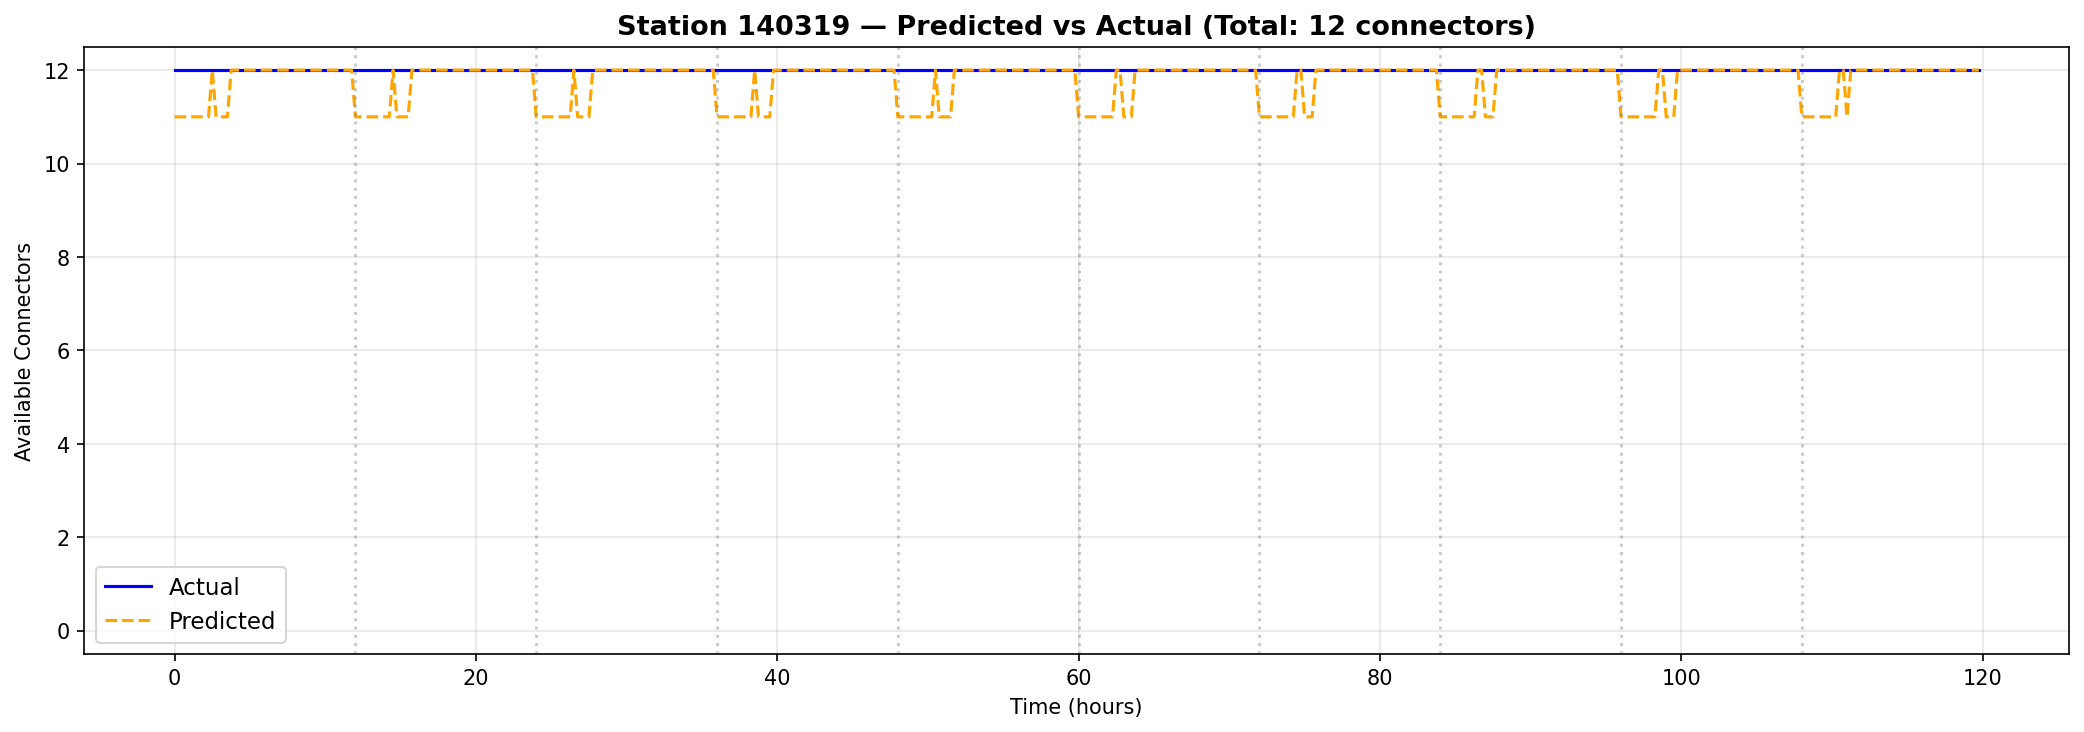 Station 140319 — Predicted vs Actual (Total: 12 connectors)
12
10
8
6
4
2
0
Available Connectors
Actual
Predicted
0 20 40 60 80 100 120
Time (hours)